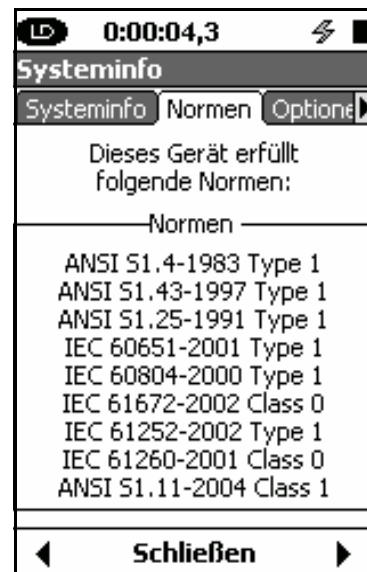 LD 0:00:04,3
Systeminfo
Systeminfo Normen Optione
Dieses Gerät erfüllt
folgende Normen:
Normen
ANSI S1.4-1983 Type 1
ANSI S1.43-1997 Type 1
ANSI S1.25-1991 Type 1
IEC 60651-2001 Type 1
IEC 60804-2000 Type 1
IEC 61672-2002 Class 0
IEC 61252-2002 Type 1
IEC 61260-2001 Class 0
ANSI S1.11-2004 Class 1
Schließen